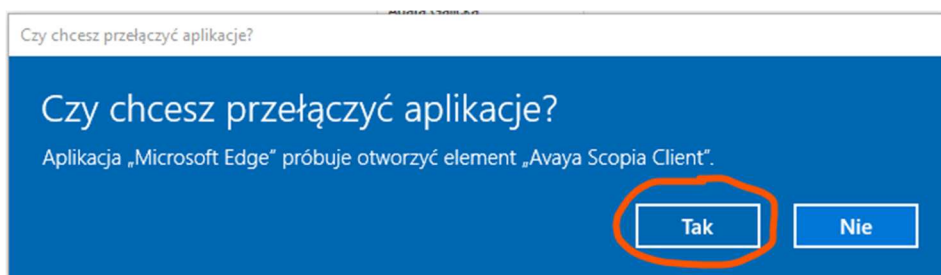 Czy chcesz przełączyć aplikacje?
Czy chcesz przełączyć aplikacje?
Aplikacja „Microsoft Edge” próbuje otworzyć element „Avaya Scopia Client”.
Tak Nie